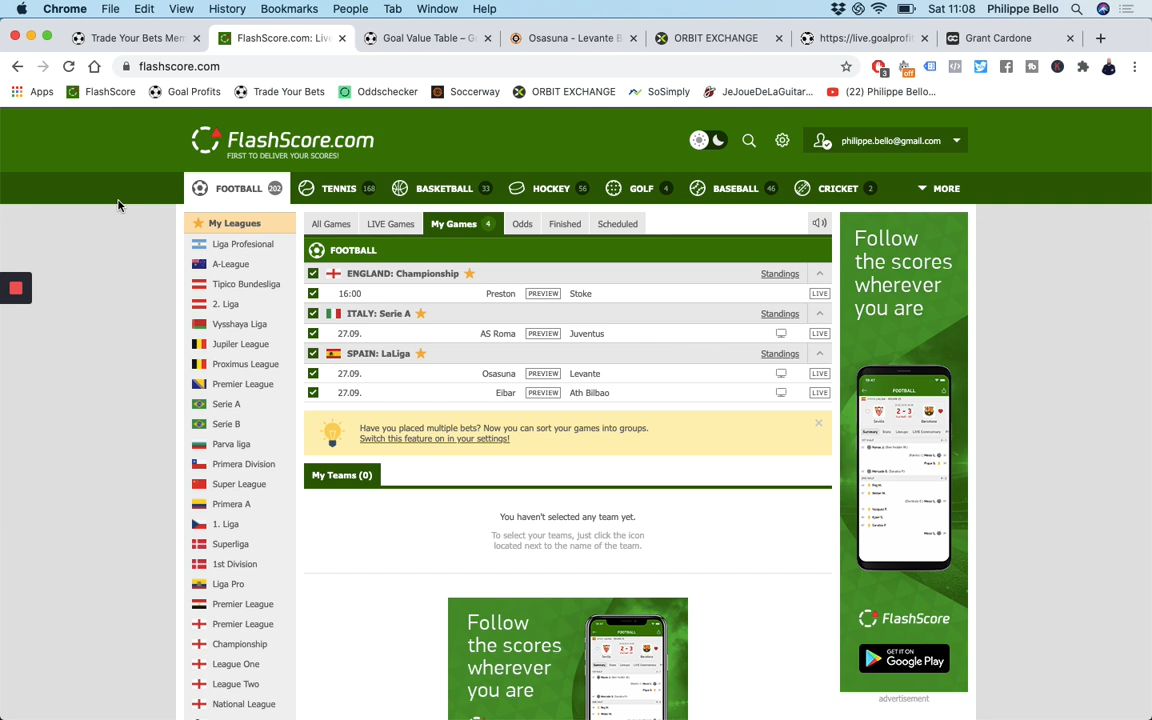 Chrome File Edit View History Bookmarks People Tab Window Help Sat 11:08 Philippe Bello
Trade Your Bets Mem FlashScore.com: Liv Goal Value Table – G Osasuna - Levante B ORBIT EXCHANGE https://live.goalprofit Grant Cardone
flashscore.com
3 off
Apps FlashScore Goal Profits Trade Your Bets Oddschecker Soccerway ORBIT EXCHANGE SoSimply JeJoueDeLaGuitar... (22) Philippe Bello...
FlashScore.com
FIRST TO DELIVER YOUR SCORES!
philippe.bello@gmail.com
FOOTBALL 202 TENNIS 168 BASKETBALL 33 HOCKEY 56 GOLF 4 BASEBALL 46 CRICKET 2 MORE
My Leagues
Liga Profesional
A-League
Tipico Bundesliga
2. Liga
Vysshaya Liga
Jupiler League
Proximus League
Premier League
Serie A
Serie B
Parva liga
Primera Division
Super League
Primera A
1. Liga
Superliga
1st Division
Liga Pro
Premier League
Premier League
Championship
League One
League Two
National League
All Games LIVE Games My Games 4 Odds Finished Scheduled
FOOTBALL
ENGLAND: Championship Standings
16:00 Preston PREVIEW Stoke LIVE
ITALY: Serie A Standings
27.09. AS Roma PREVIEW Juventus LIVE
SPAIN: LaLiga Standings
27.09. Osasuna PREVIEW Levante LIVE
27.09. Eibar PREVIEW Ath Bilbao LIVE
Have you placed multiple bets? Now you can sort your games into groups.
Switch this feature on in your settings!
My Teams (0)
You haven't selected any team yet.
To select your teams, just click the icon
located next to the name of the team.
Follow
the scores
wherever
you are
FOOTBALL
Follow
the scores
wherever
you are
FOOTBALL
2 - 3
FlashScore
GET IT ON
Google Play
advertisement